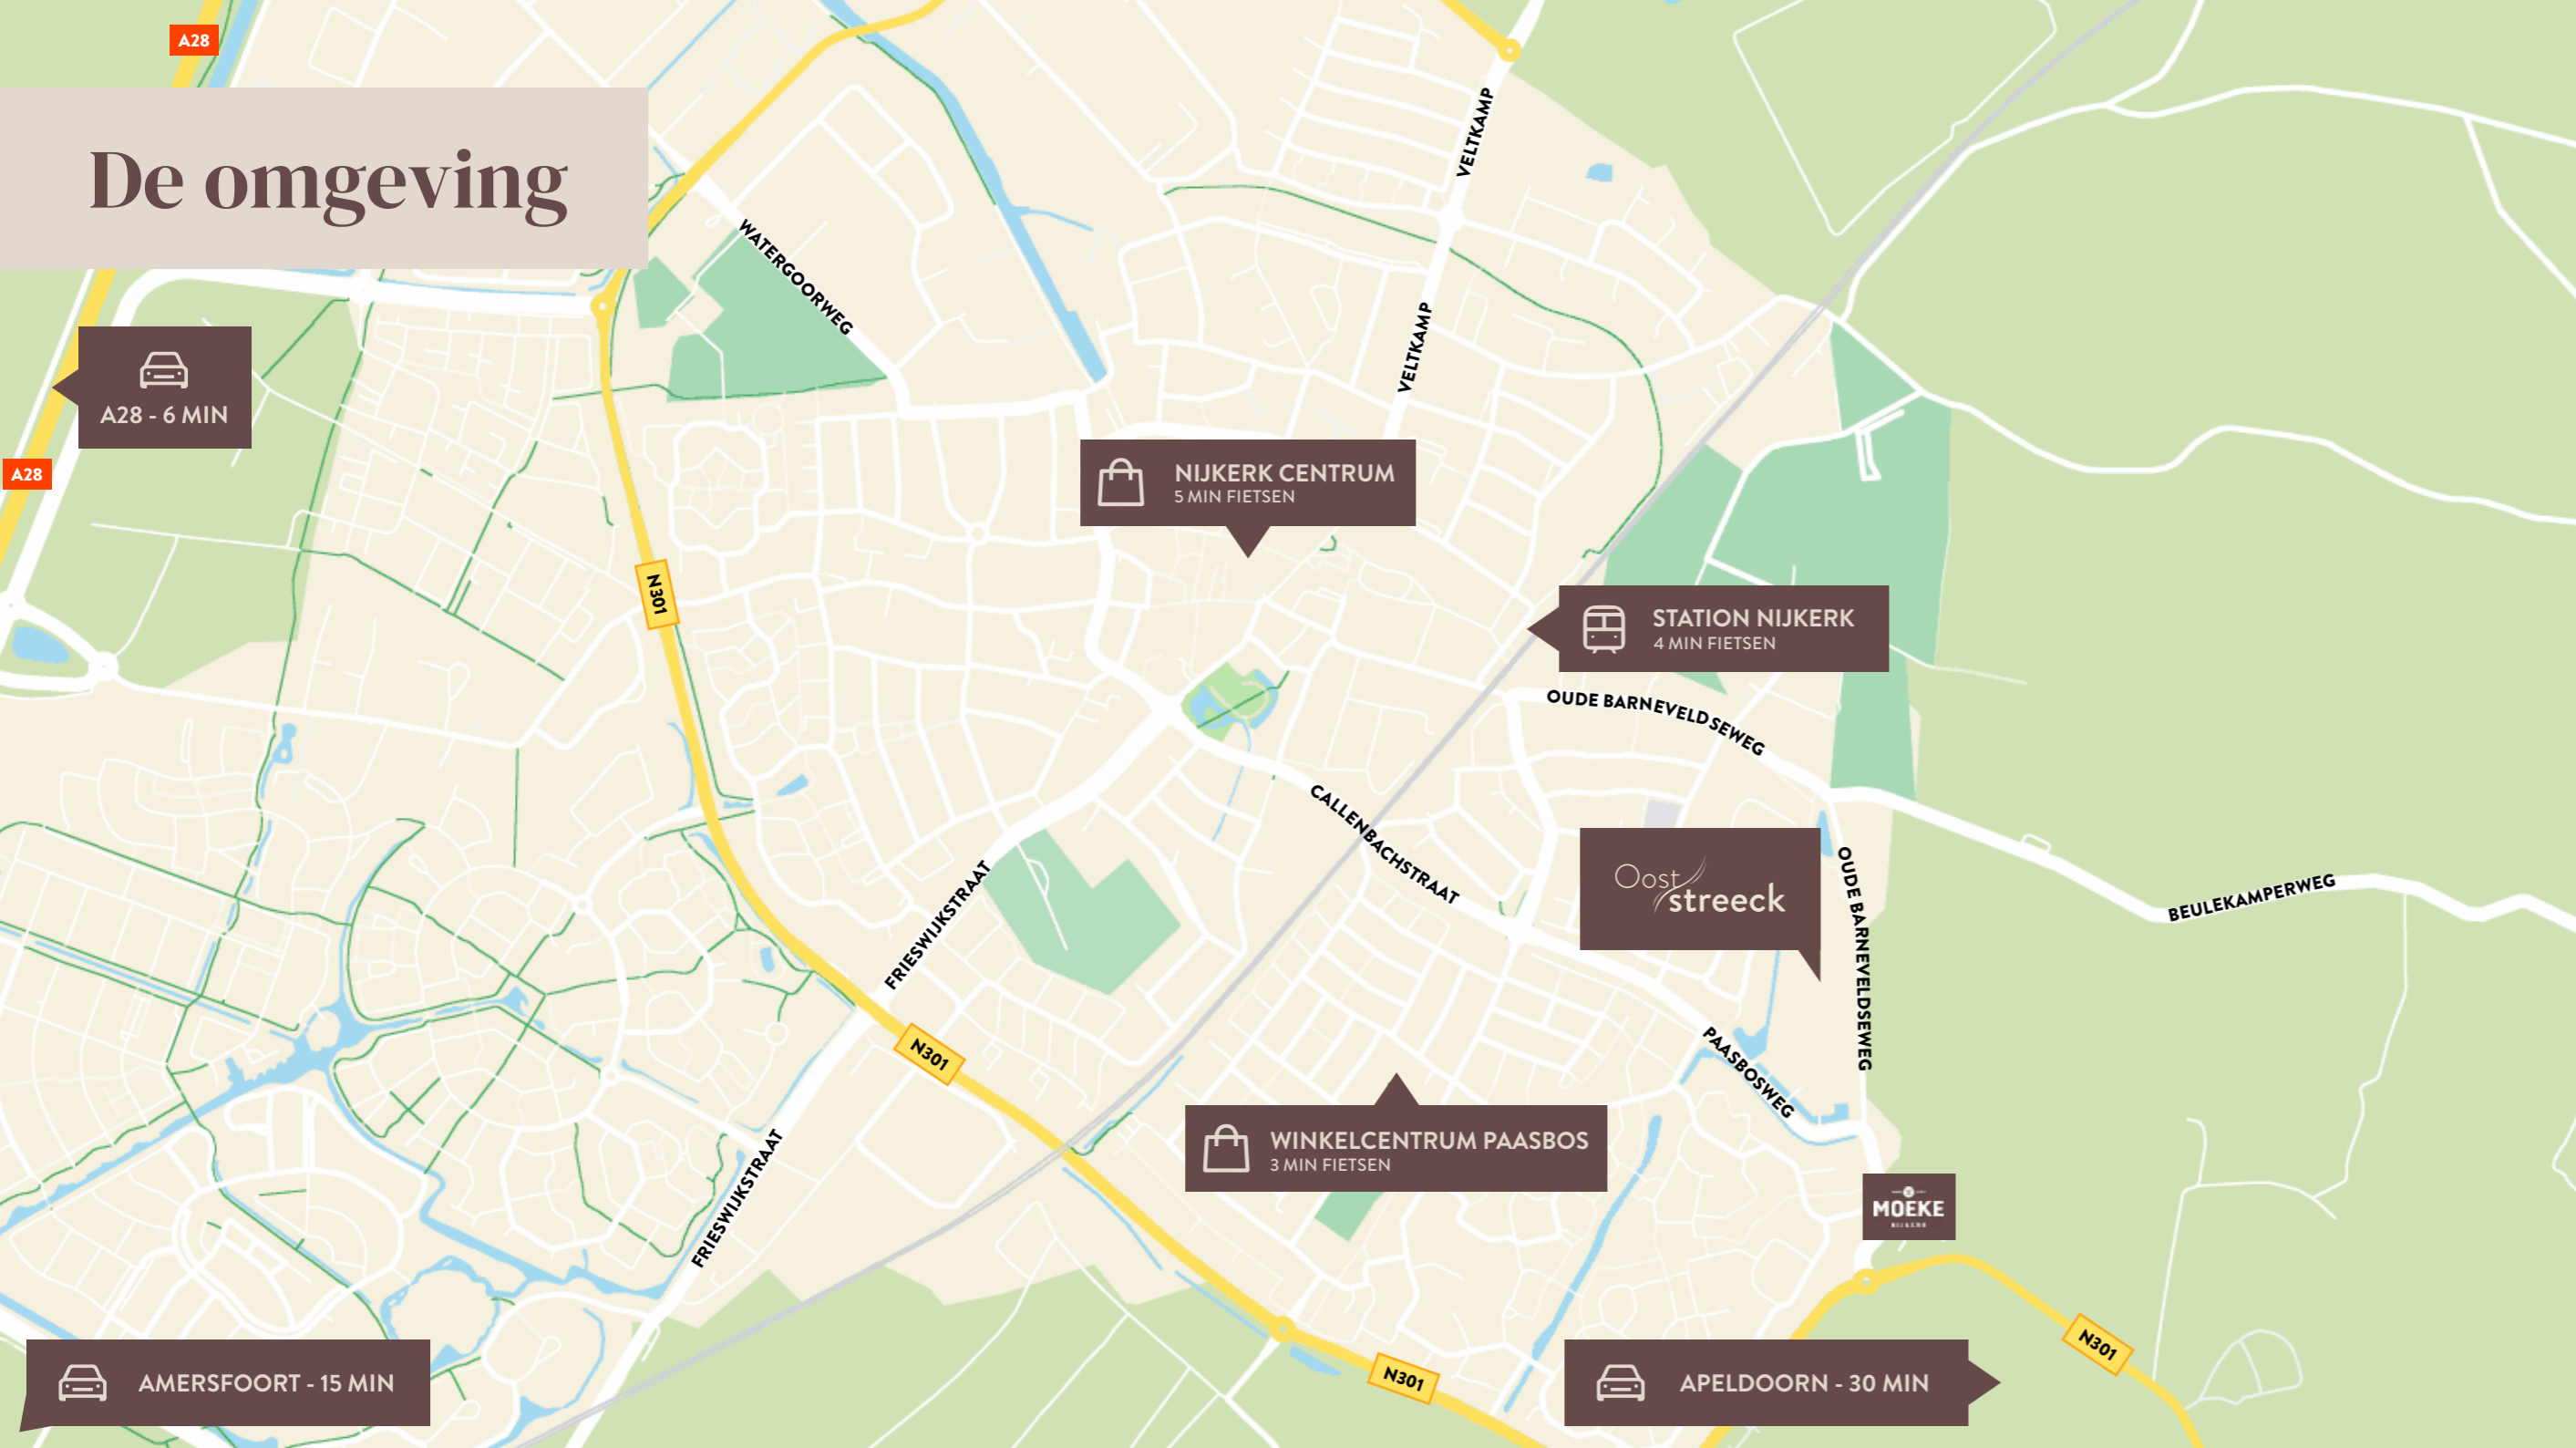 A28
De omgeving
VELTKAMP
WATERGOORWEG
VELTKAMP
A28 - 6 MIN
A28
NIJKERK CENTRUM
5 MIN FIETSEN
N301
STATION NIJKERK
4 MIN FIETSEN
OUDE BARNEVELDSEWEG
CALLENBACHSTRAAT
Oost
streeck
OUDE BARNEVELDSEWEG
BEULEKAMPERWEG
FRIESWIJKSTRAAT
N301
PAASBOSWEG
WINKELCENTRUM PAASBOS
3 MIN FIETSEN
FRIESWIJKSTRAAT
MOEKE
NIJKERK
N301
N301
AMERSFOORT - 15 MIN
APELDOORN - 30 MIN